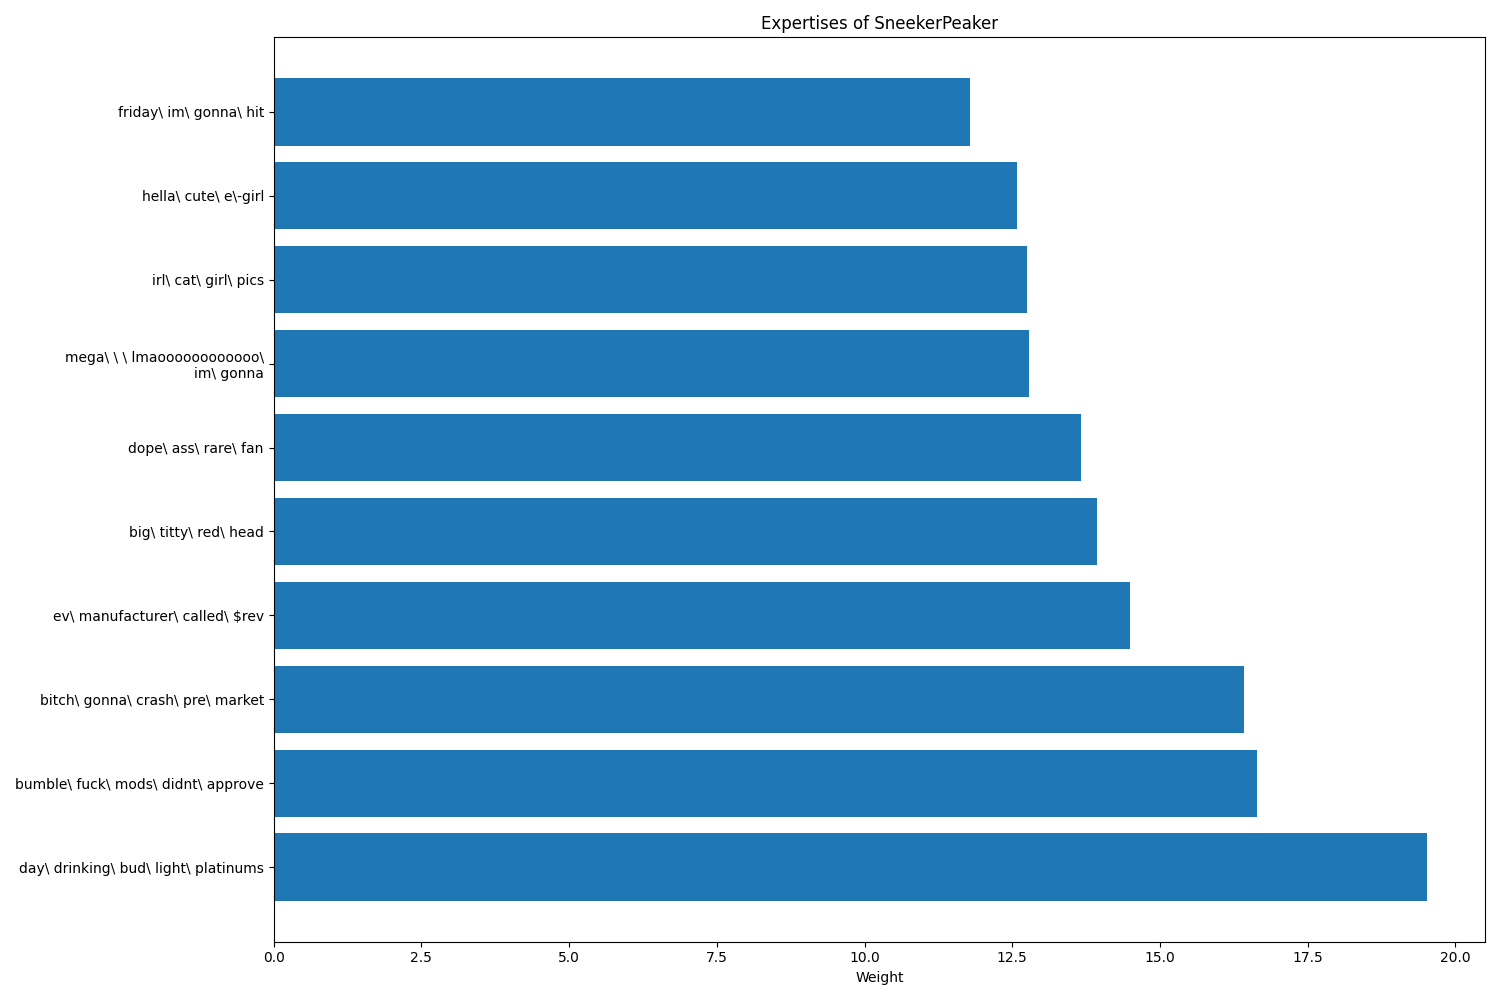 Expertises of SneekerPeaker
friday\ im\ gonna\ hit
hella\ cute\ e\-girl
irl\ cat\ girl\ pics
mega\ \ \ lmaoooooooooooo\
im\ gonna
dope\ ass\ rare\ fan
big\ titty\ red\ head
ev\ manufacturer\ called\ $rev
bitch\ gonna\ crash\ pre\ market
bumble\ fuck\ mods\ didnt\ approve
day\ drinking\ bud\ light\ platinums
0.0 2.5 5.0 7.5 10.0 12.5 15.0 17.5 20.0
Weight